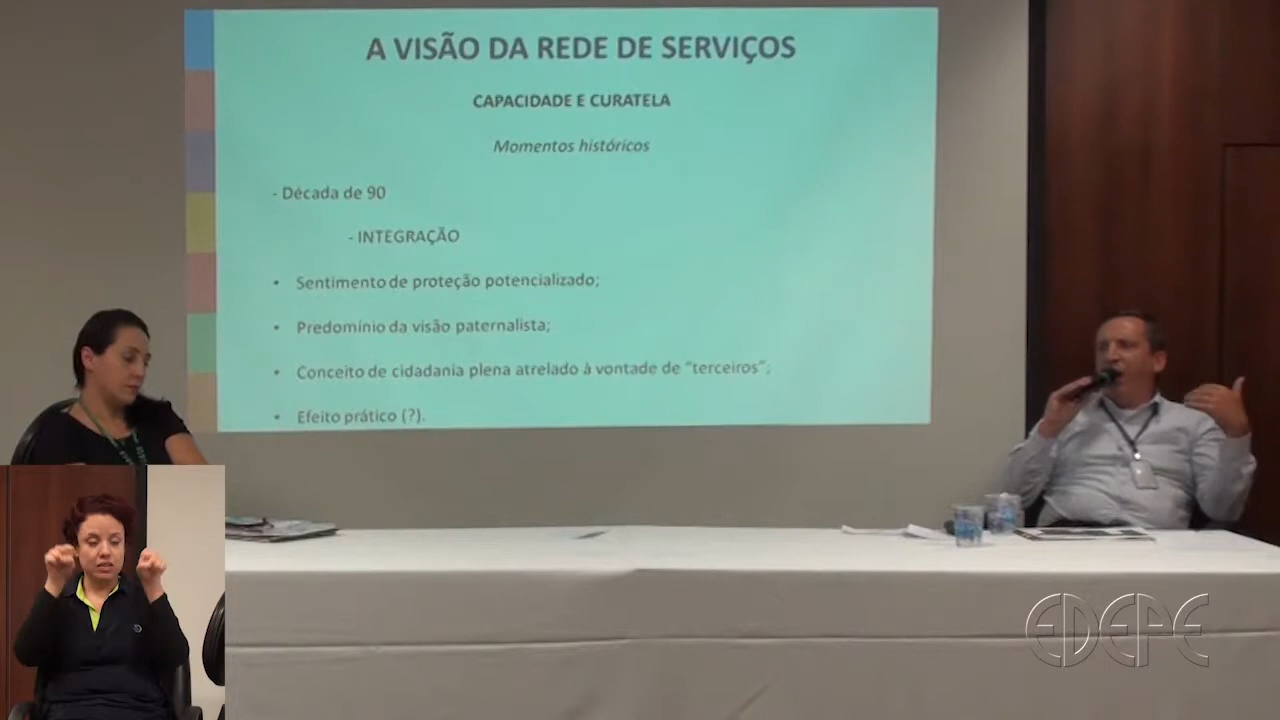 A VISÃO DA REDE DE SERVIÇOS
CAPACIDADE E CURATELA
Momentos históricos
- Década de 90
- INTEGRAÇÃO
• Sentimento de proteção potencializado;
• Predomínio da visão paternalista;
• Conceito de cidadania plena atrelado à vontade de "terceiros";
• Efeito prático (?).
EDEPE